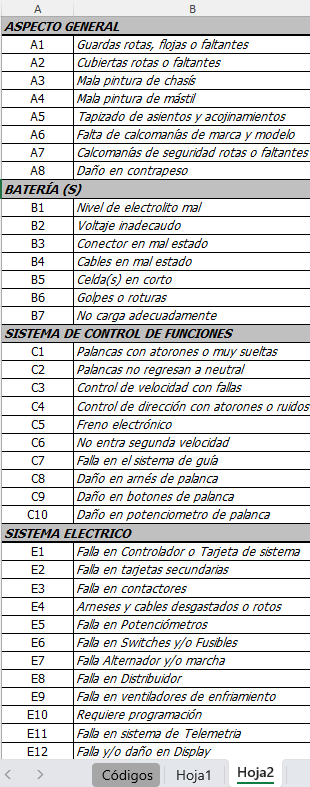 A B
ASPECTO GENERAL
A1 Guardas rotas, flojas o faltantes
A2 Cubiertas rotas o faltantes
A3 Mala pintura de chasís
A4 Mala pintura de mástil
A5 Tapizado de asientos y acojinamientos
A6 Falta de calcomanías de marca y modelo
A7 Calcomanías de seguridad rotas o faltantes
A8 Daño en contrapeso
BATERÍA (S)
B1 Nivel de electrolito mal
B2 Voltaje inadecaudo
B3 Conector en mal estado
B4 Cables en mal estado
B5 Celda(s) en corto
B6 Golpes o roturas
B7 No carga adecuadamente
SISTEMA DE CONTROL DE FUNCIONES
C1 Palancas con atorones o muy sueltas
C2 Palancas no regresan a neutral
C3 Control de velocidad con fallas
C4 Control de dirección con atorones o ruidos
C5 Freno electrónico
C6 No entra segunda velocidad
C7 Falla en el sistema de guía
C8 Daño en arnés de palanca
C9 Daño en botones de palanca
C10 Daño en potenciometro de palanca
SISTEMA ELECTRICO
E1 Falla en Controlador o Tarjeta de sistema
E2 Falla en tarjetas secundarias
E3 Falla en contactores
E4 Arneses y cables desgastados o rotos
E5 Falla en Potenciómetros
E6 Falla en Switches y/o Fusibles
E7 Falla Alternador y/o marcha
E8 Falla en Distribuidor
E9 Falla en ventiladores de enfriamiento
E10 Requiere programación
E11 Falla en sistema de Telemetria
E12 Falla y/o daño en Display
Códigos Hoja1 Hoja2